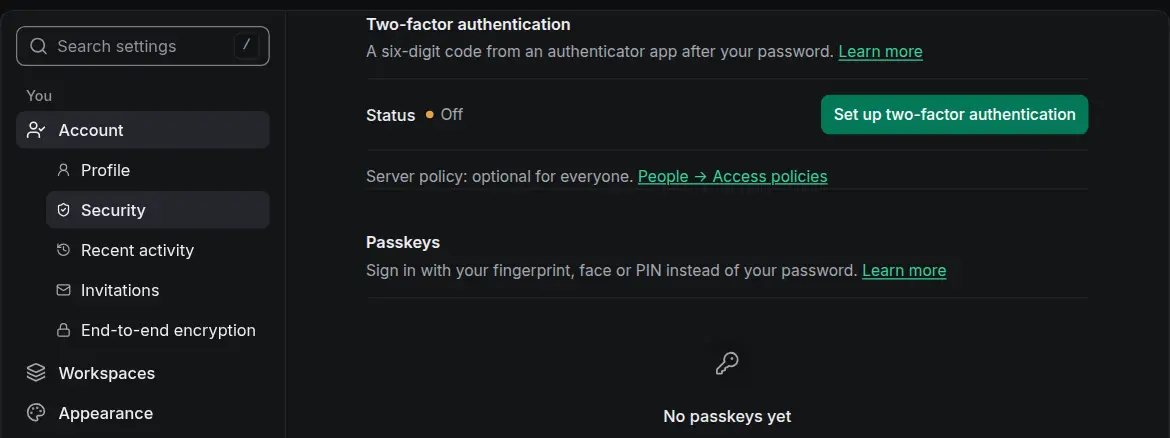 Search settings /
You
Account
Profile
Security
Recent activity
Invitations
End-to-end encryption
Workspaces
Appearance
Two-factor authentication
A six-digit code from an authenticator app after your password. Learn more
Status Off
Set up two-factor authentication
Server policy: optional for everyone. People → Access policies
Passkeys
Sign in with your fingerprint, face or PIN instead of your password. Learn more
No passkeys yet